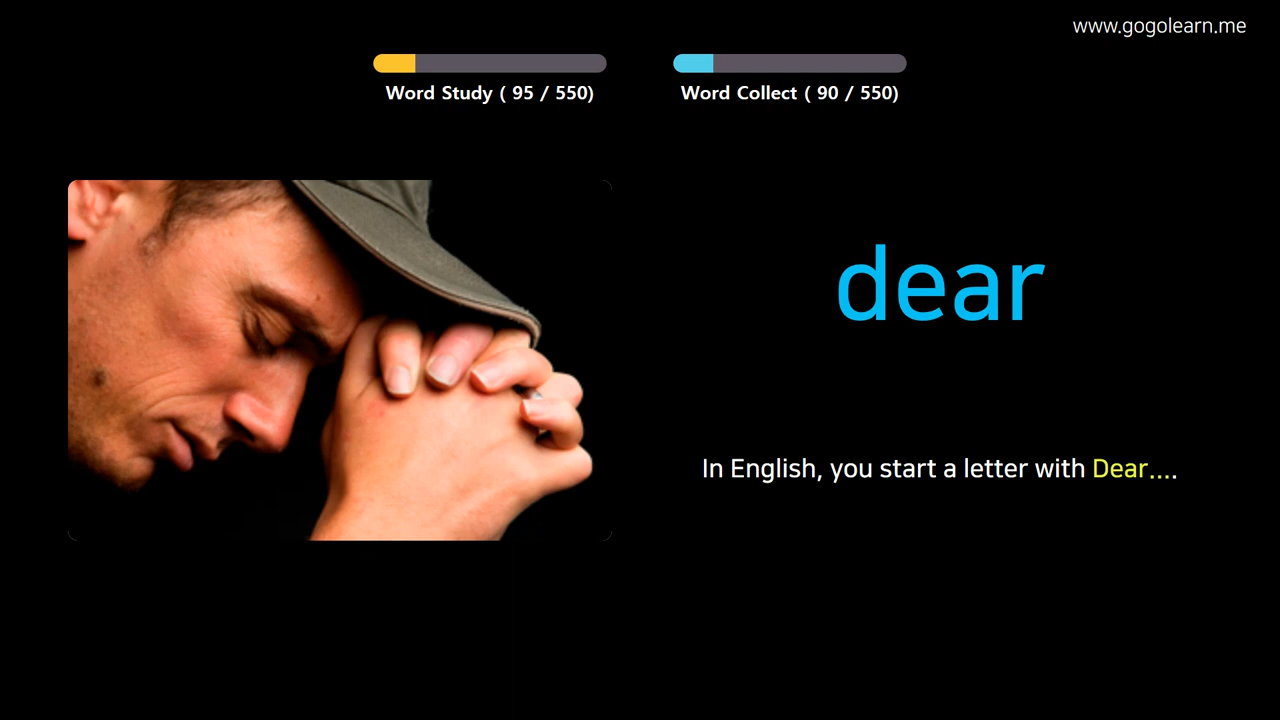 www.gogolearn.me
Word Study ( 95 / 550)
Word Collect ( 90 / 550)
dear
In English, you start a letter with Dear....